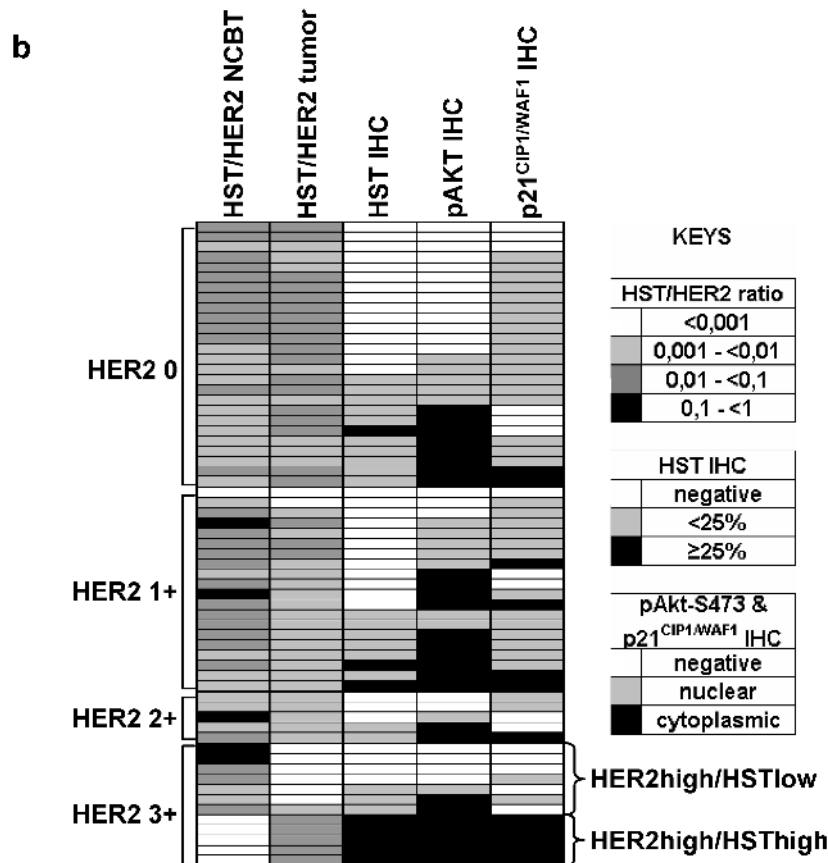 b
HST/HER2 NCBT
HST/HER2 tumor
HST IHC
pAKT IHC
p21CIP1/WAF1 IHC
HER2 0
HER2 1+
HER2 2+
HER2 3+
KEYS
HST/HER2 ratio
<0,001
0,001 - <0,01
0,01 - <0,1
0,1 - <1
HST IHC
negative
<25%
≥25%
pAkt-S473 &
p21CIP1/WAF1 IHC
negative
nuclear
cytoplasmic
HER2high/HSTlow
HER2high/HSThigh